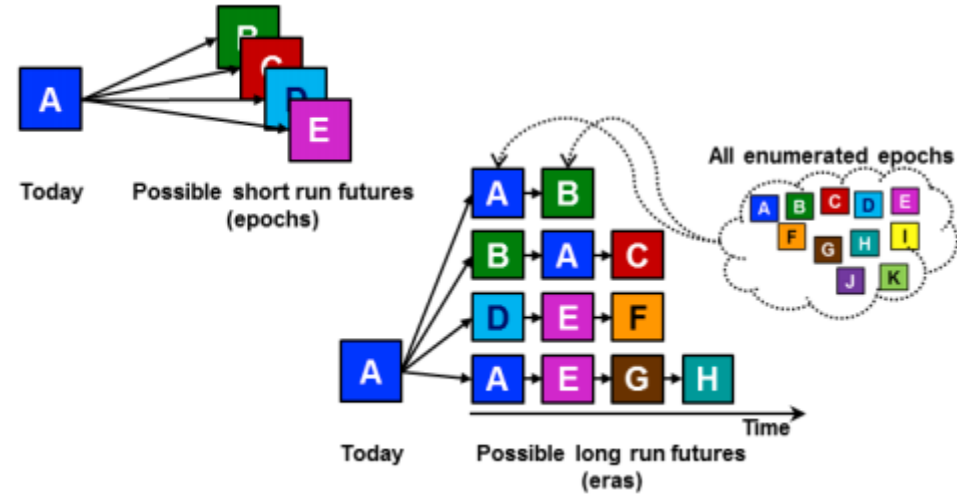 A
B
C
D
E
Today
Possible short run futures
(epochs)
All enumerated epochs
A B C D E
F G H I
J K
A B
B A C
D E F
A
A E G H
Time
Today
Possible long run futures
(eras)